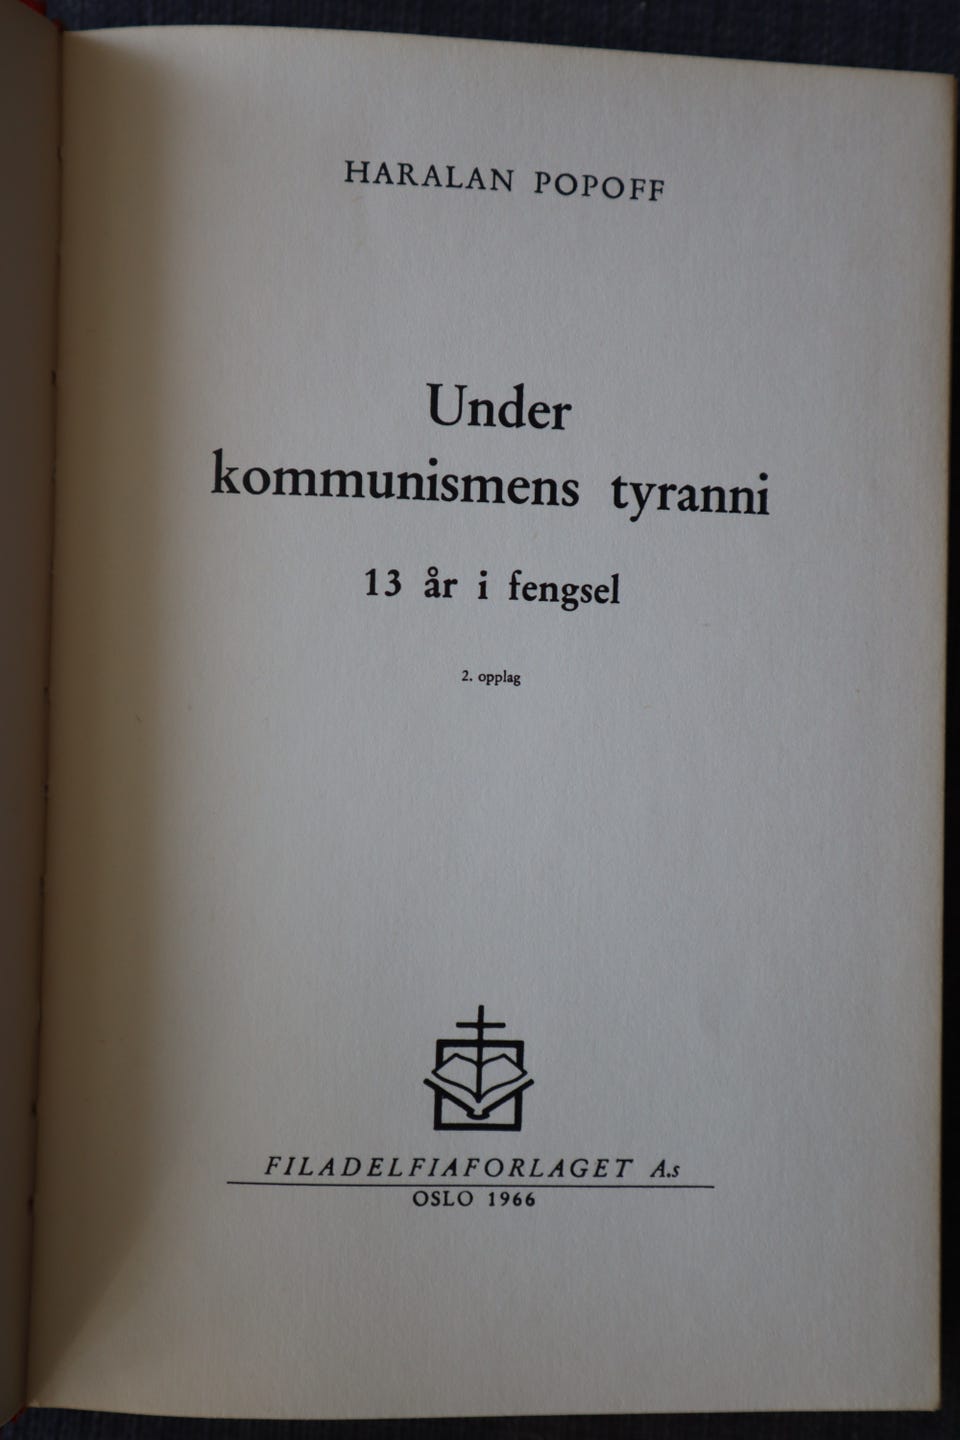 HARALAN POPOFF
Under
kommunismens tyranni
13 år i fengsel
2. opplag
FILADELFIAFORLAGET A.s
OSLO 1966